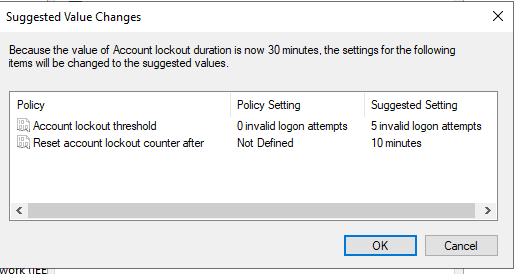 Suggested Value Changes
Because the value of Account lockout duration is now 30 minutes, the settings for the following
items will be changed to the suggested values.
Policy Policy Setting Suggested Setting
Account lockout threshold 0 invalid logon attempts 5 invalid logon attempts
Reset account lockout counter after Not Defined 10 minutes
OK Cancel
work (IEE